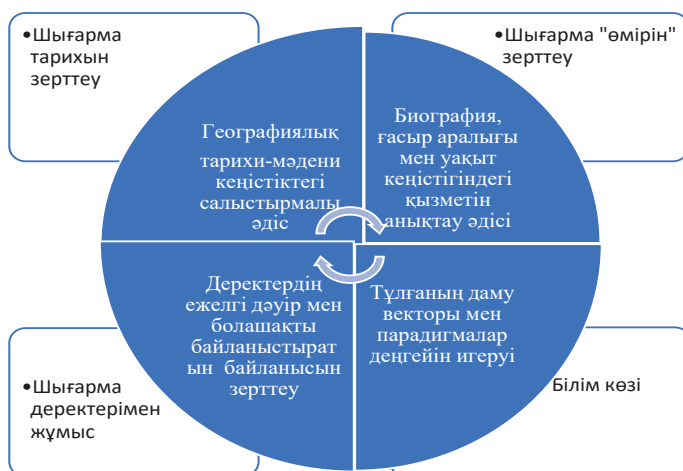 •Шығарма
тарихын
зерттеу
•Шығарма "өмірін"
зерттеу
Географиялық
тарихи-мәдени
кеңістіктегі
салыстырмалы
әдіс
Биография,
ғасыр аралығы
мен уақыт
кеңістігіндегі
қызметін
анықтау әдісі
Деректердің
ежелгі дәуір мен
болашақты
байланыстырат
ын байланысын
зерттеу
Тұлғаның даму
векторы мен
парадигмалар
деңгейін игеруі
•Шығарма
деректерімен
жұмыс
Білім көзі